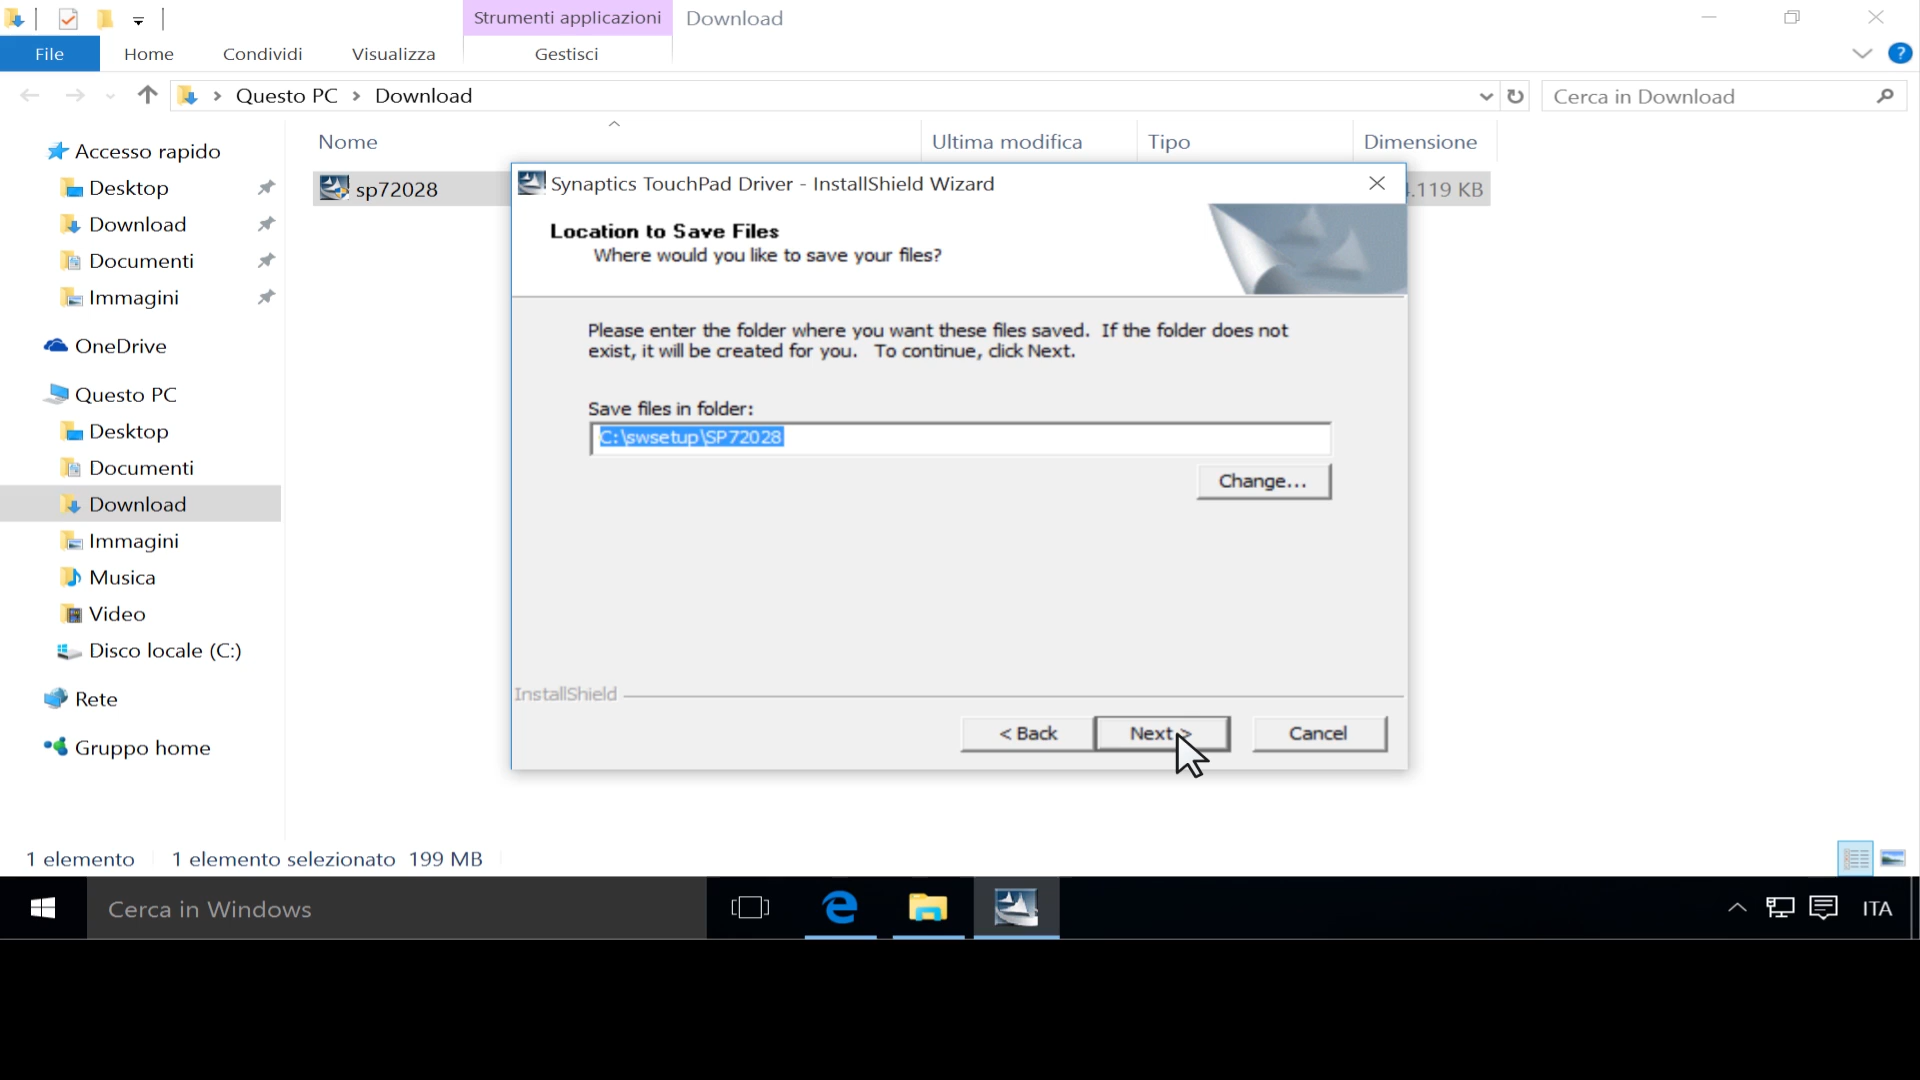 Strumenti applicazioni Download
File Home Condividi Visualizza Gestisci
Questo PC Download
Cerca in Download
Nome Ultima modifica Tipo Dimensione
sp72028
.119 KB
Accesso rapido
Desktop
Download
Documenti
Immagini
OneDrive
Questo PC
Desktop
Documenti
Download
Immagini
Musica
Video
Disco locale (C:)
Rete
Gruppo home
Synaptics TouchPad Driver - InstallShield Wizard
Location to Save Files
Where would you like to save your files?
Please enter the folder where you want these files saved. If the folder does not
exist, it will be created for you. To continue, click Next.
Save files in folder:
C:\swsetup\SP72028
Change...
InstallShield
< Back Next > Cancel
1 elemento 1 elemento selezionato 199 MB
Cerca in Windows
ITA